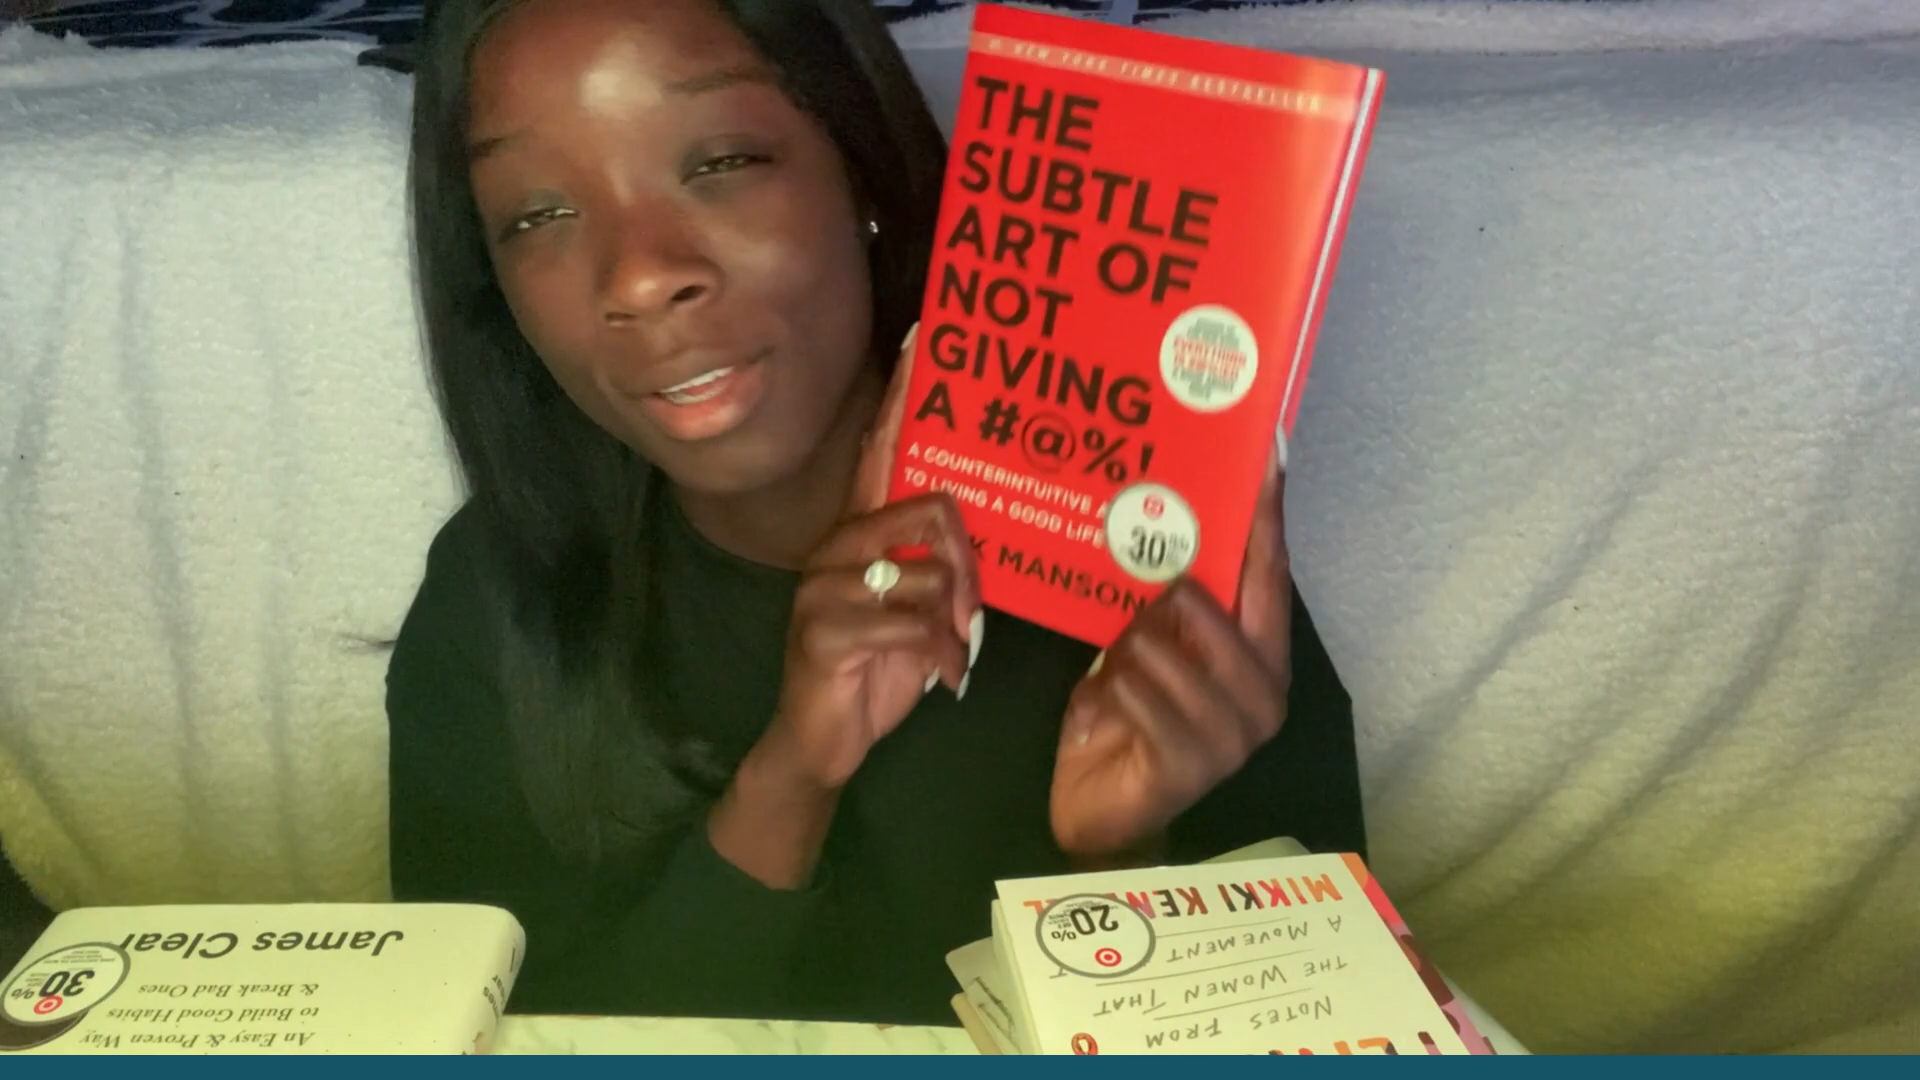 #1 NEW YORK TIMES BESTSELLER
THE
SUBTLE
ART OF
NOT
GIVING
A #@%!
EVERYTHING
A COUNTERINTUITIVE A
TO LIVING A GOOD LIFE
30
K MANSON
James Clear
An Easy & Proven Way
to Build Good Habits
& Break Bad Ones
30%
MIKKI KEN
20%
NOTES FROM
THE WOMEN THAT
A MOVEMENT